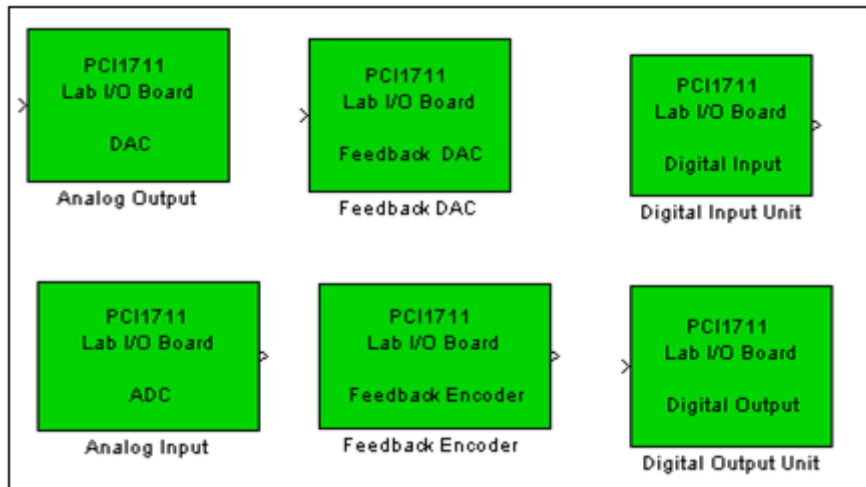 PCI1711
Lab I/O Board
DAC
Analog Output
PCI1711
Lab I/O Board
Feedback DAC
Feedback DAC
PCI1711
Lab I/O Board
Digital Input
Digital Input Unit
PCI1711
Lab I/O Board
ADC
Analog Input
PCI1711
Lab I/O Board
Feedback Encoder
Feedback Encoder
PCI1711
Lab I/O Board
Digital Output
Digital Output Unit